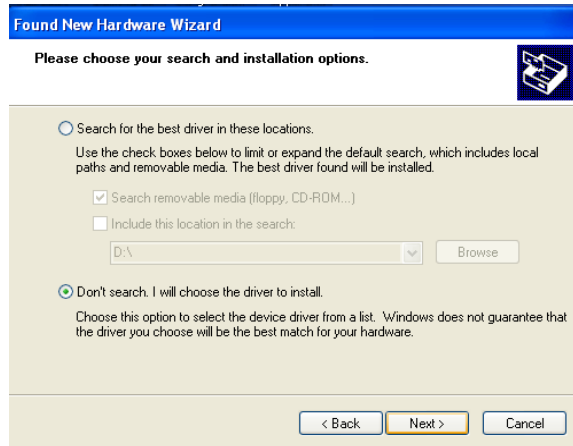 Found New Hardware Wizard
Please choose your search and installation options.
Search for the best driver in these locations.
Use the check boxes below to limit or expand the default search, which includes local
paths and removable media. The best driver found will be installed.
Search removable media (floppy, CD-ROM...)
Include this location in the search:
D:\
Browse
Don't search. I will choose the driver to install.
Choose this option to select the device driver from a list. Windows does not guarantee that
the driver you choose will be the best match for your hardware.
< Back Next > Cancel